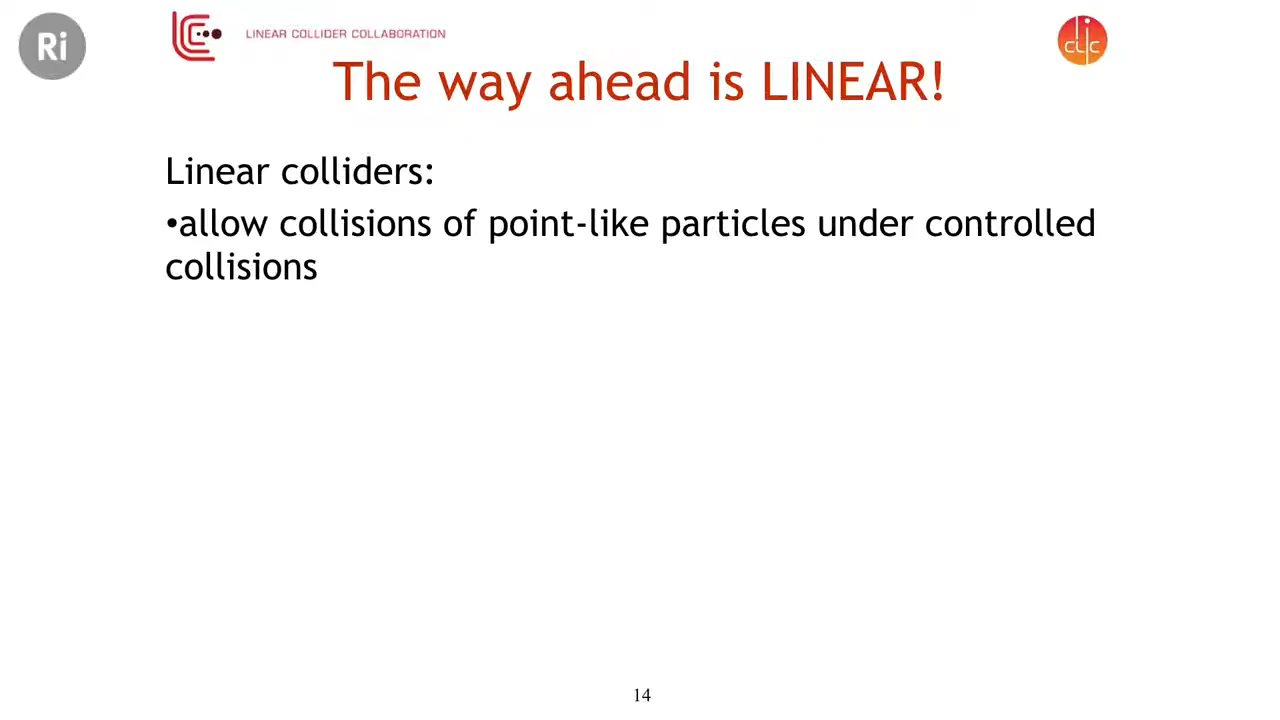 Ri
LINEAR COLLIDER COLLABORATION
clic
The way ahead is LINEAR!
Linear colliders:
•allow collisions of point-like particles under controlled
collisions
14